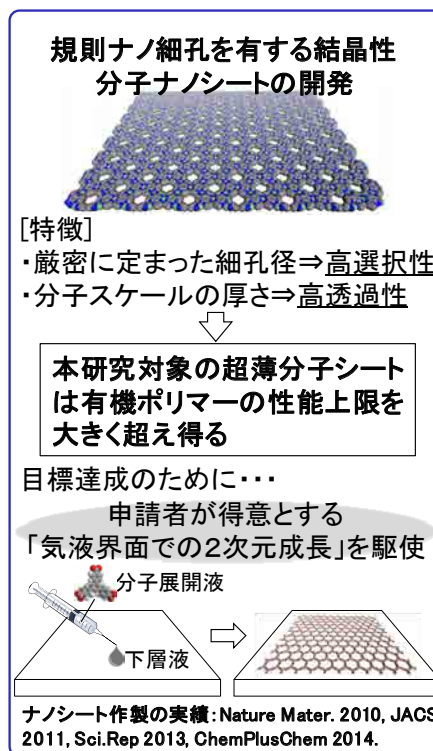 規則ナノ細孔を有する結晶性
分子ナノシートの開発
[特徴]
・厳密に定まった細孔径⇒高選択性
・分子スケールの厚さ⇒高透過性
本研究対象の超薄分子シート
は有機ポリマーの性能上限を
大きく超え得る
目標達成のために・・・
申請者が得意とする
「気液界面での２次元成長」を駆使
分子展開液
下層液
ナノシート作製の実績：Nature Mater. 2010, JACS
2011, Sci.Rep 2013, ChemPlusChem 2014.